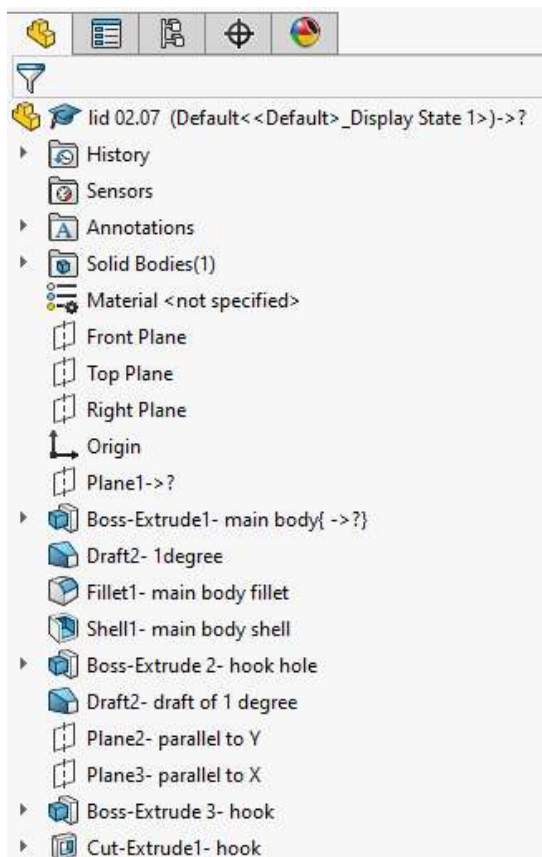 lid 02.07 (Default<<Default>_Display State 1>)->?
History
Sensors
A Annotations
Solid Bodies(1)
Material <not specified>
Front Plane
Top Plane
Right Plane
Origin
Plane1->?
Boss-Extrude1- main body{ ->?}
Draft2- 1degree
Fillet1- main body fillet
Shell1- main body shell
Boss-Extrude 2- hook hole
Draft2- draft of 1 degree
Plane2- parallel to Y
Plane3- parallel to X
Boss-Extrude 3- hook
Cut-Extrude1- hook